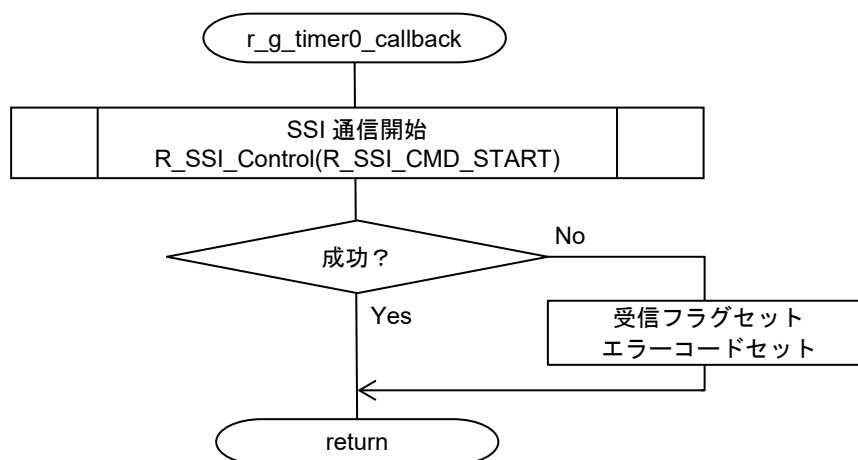 r_g_timer0_callback
SSI 通信開始
R_SSI_Control(R_SSI_CMD_START)
成功？
No
Yes
受信フラグセット
エラーコードセット
return